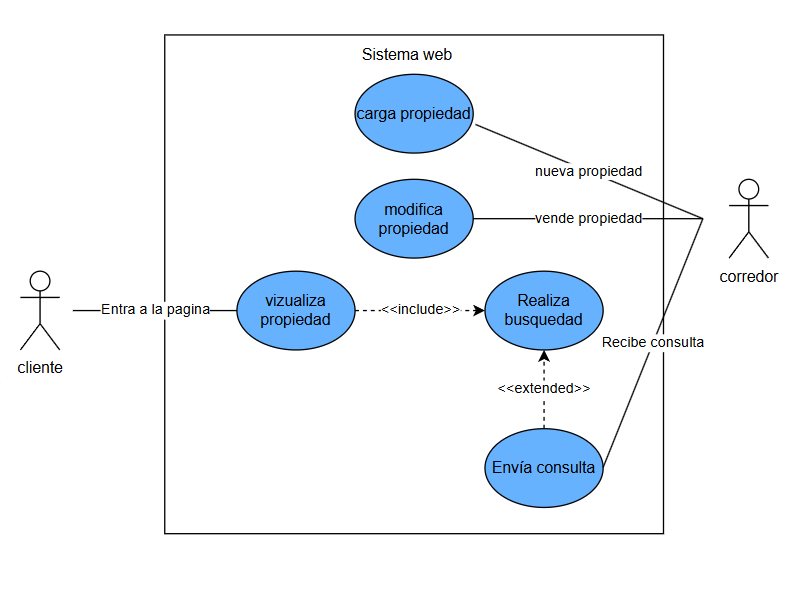 Sistema web
carga propiedad
nueva propiedad
modifica
propiedad
vende propiedad
corredor
Entra a la pagina
vizualiza
propiedad
<<include>>
Realiza
busquedad
Recibe consulta
cliente
<<extended>>
Envía consulta